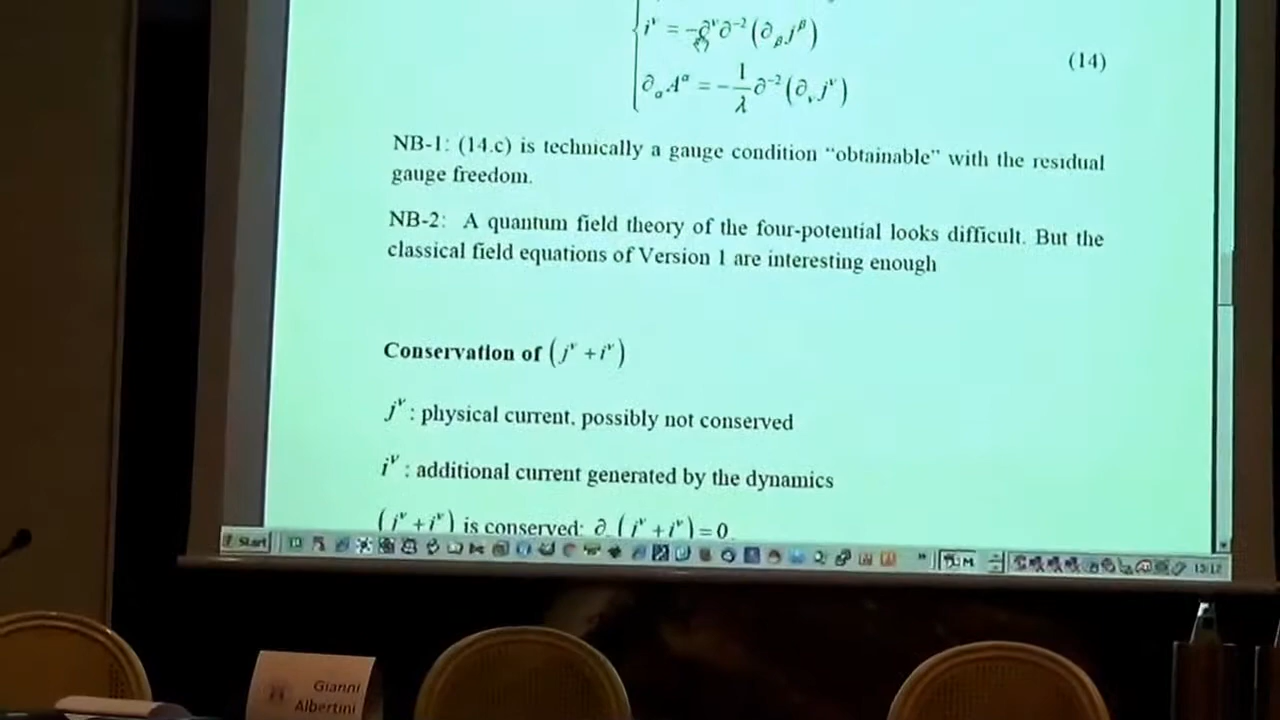 i^ν = −∂^ν ∂^−2 (∂_β j^β)
(14)
∂_α A^α = −1/λ ∂^−2 (∂_ν j^ν)
NB-1: (14.c) is technically a gauge condition “obtainable” with the residual
gauge freedom.
NB-2: A quantum field theory of the four-potential looks difficult. But the
classical field equations of Version 1 are interesting enough
Conservation of (j^ν + i^ν)
j^ν : physical current, possibly not conserved
i^ν : additional current generated by the dynamics
(j^ν + i^ν) is conserved: ∂ (j^ν + i^ν) = 0
Start
Gianni
Albertini